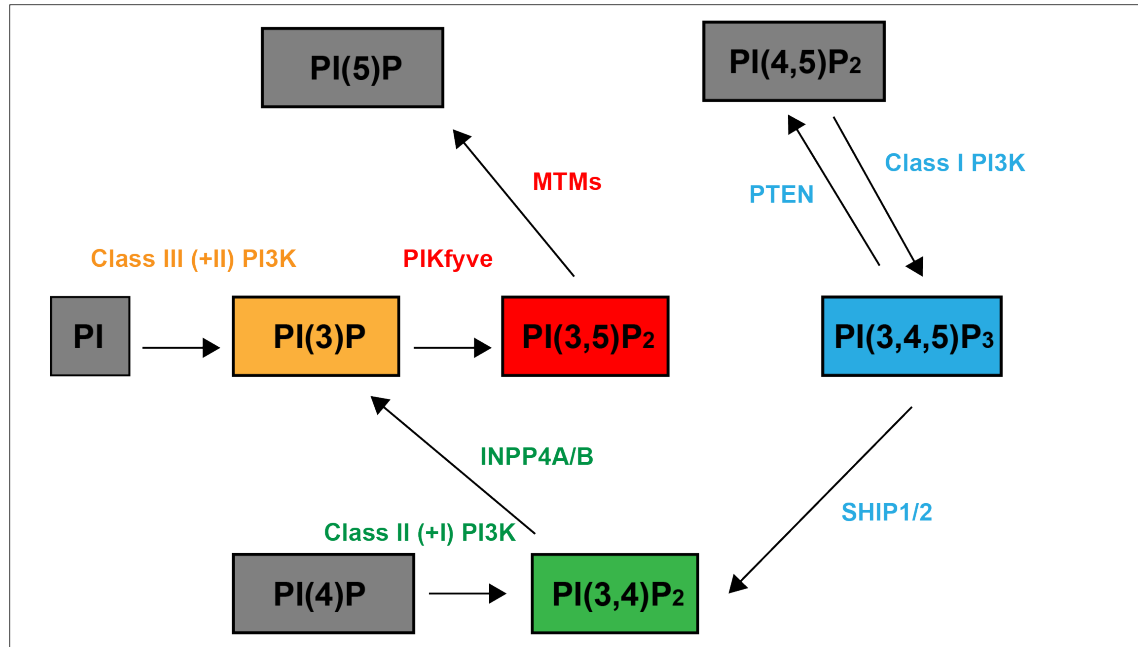 PI(5)P
PI(4,5)P2
MTMs
Class I PI3K
PTEN
Class III (+II) PI3K
PIKfyve
PI
PI(3)P
PI(3,5)P2
PI(3,4,5)P3
INPP4A/B
SHIP1/2
Class II (+I) PI3K
PI(4)P
PI(3,4)P2